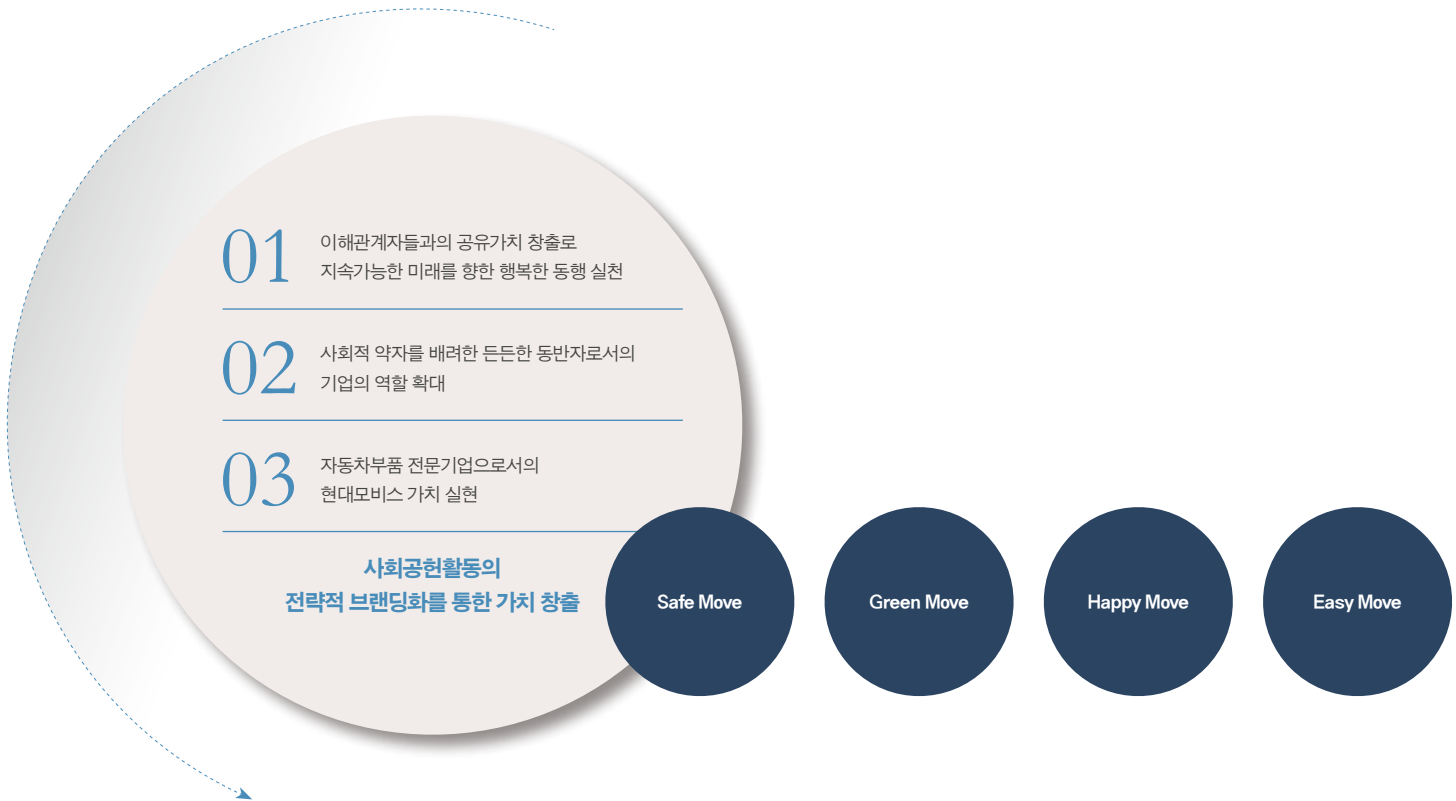 01
이해관계자들과의 공유가치 창출로
지속가능한 미래를 향한 행복한 동행 실천
02
사회적 약자를 배려한 든든한 동반자로서의
기업의 역할 확대
03
자동차부품 전문기업으로서의
현대모비스 가치 실현
사회공헌활동의
전략적 브랜딩화를 통한 가치 창출
Safe Move
Green Move
Happy Move
Easy Move